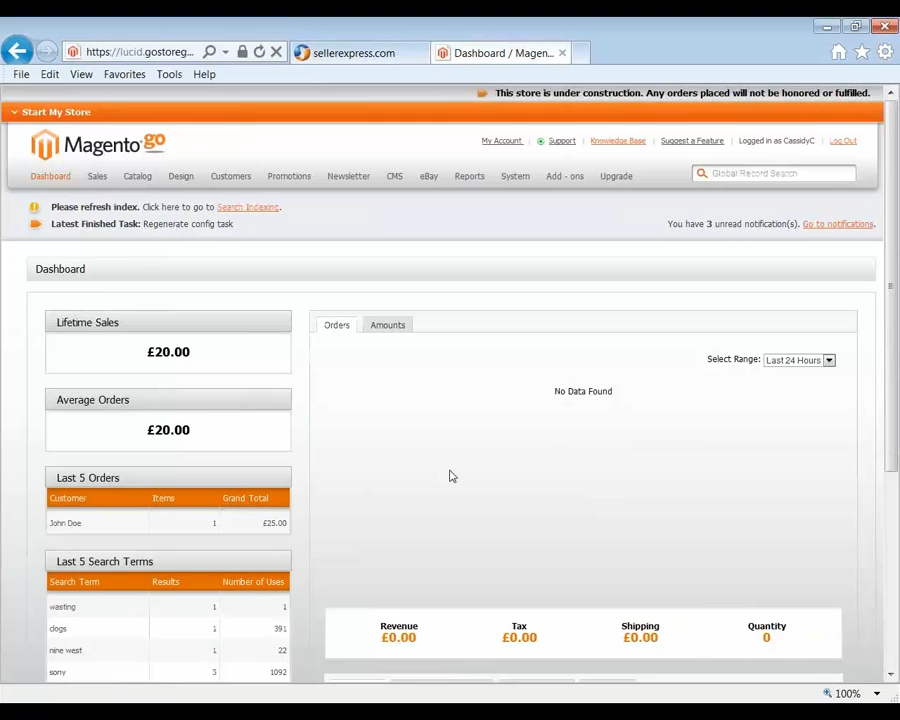 https://lucid.gostoreg...
sellerexpress.com
Dashboard / Magen...
File Edit View Favorites Tools Help
This store is under construction. Any orders placed will not be honored or fulfilled.
Start My Store
Magento go
My Account Support Knowledge Base Suggest a Feature Logged in as CassidyC Log Out
Dashboard Sales Catalog Design Customers Promotions Newsletter CMS eBay Reports System Add - ons Upgrade
Global Record Search
Please refresh index. Click here to go to Search Indexing.
Latest Finished Task: Regenerate config task
You have 3 unread notification(s). Go to notifications.
Dashboard
Lifetime Sales
£20.00
Average Orders
£20.00
Last 5 Orders
Customer Items Grand Total
John Doe 1 £25.00
Last 5 Search Terms
Search Term Results Number of Uses
wasting 1 1
dogs 1 391
nine west 1 22
sony 3 1092
Orders Amounts
Select Range: Last 24 Hours
No Data Found
Revenue Tax Shipping Quantity
£0.00 £0.00 £0.00 0
100%